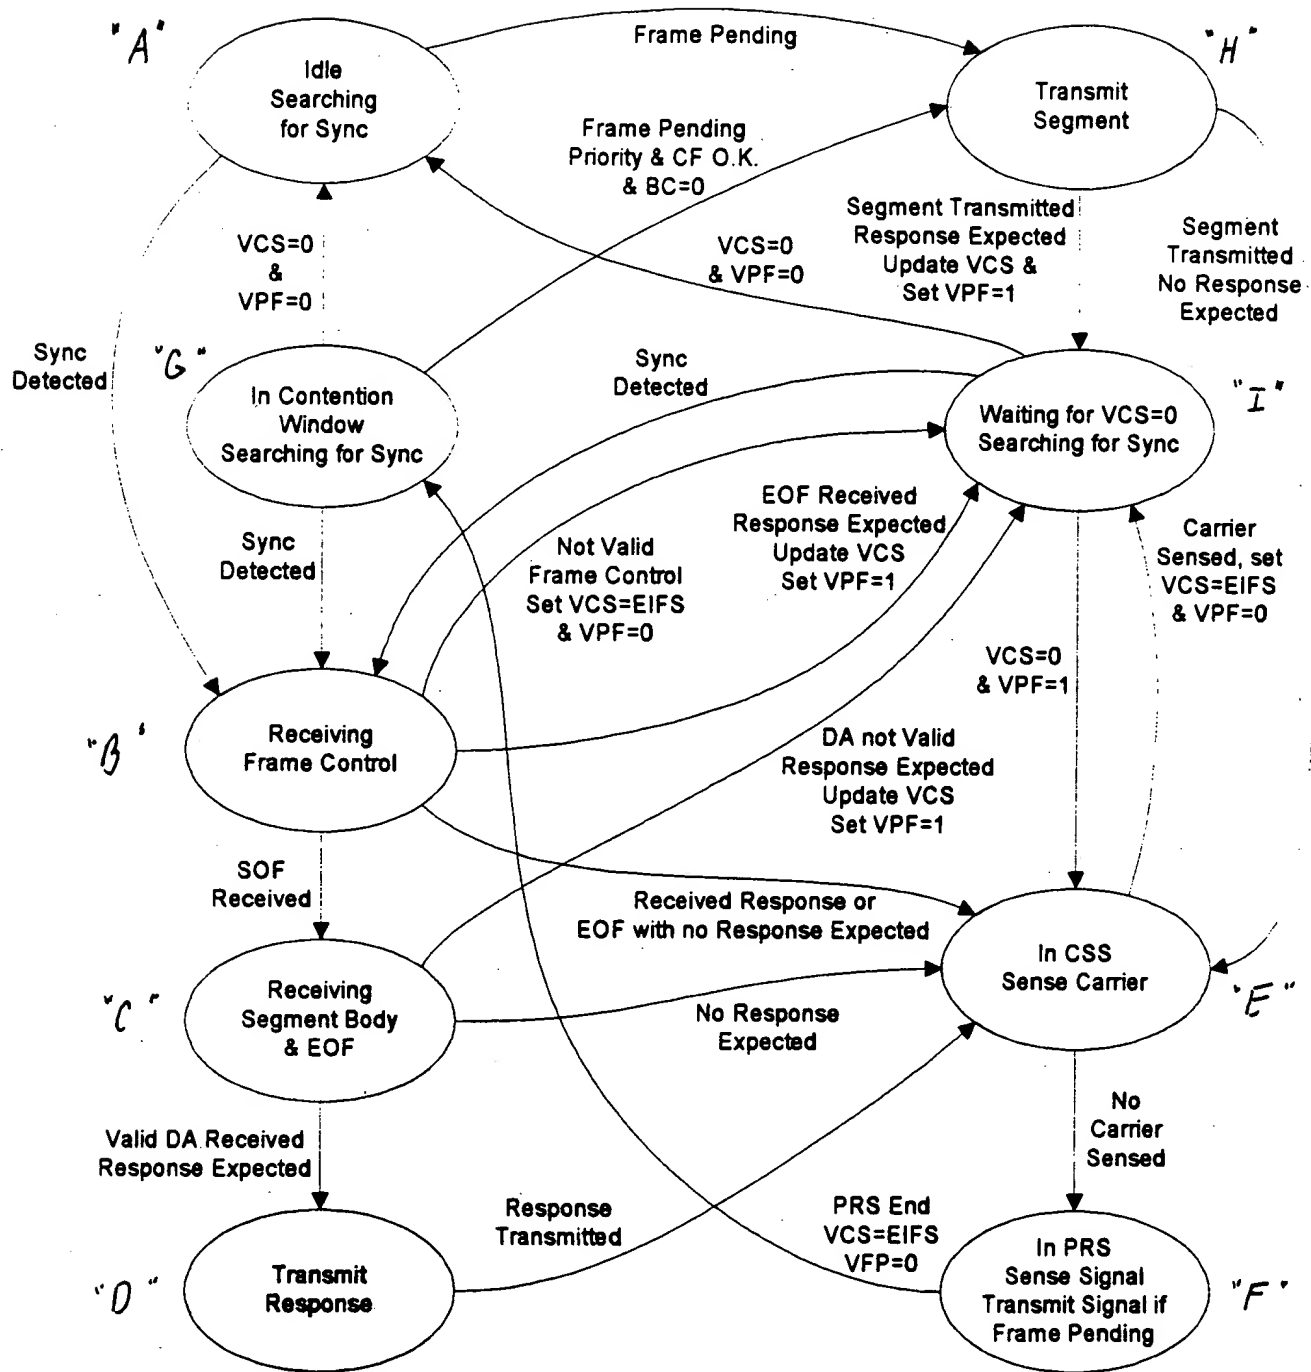 "A"
Idle
Searching
for Sync
Frame Pending
"H"
Transmit
Segment
Frame Pending
Priority & CF O.K.
& BC=0
VCS=0
&
VPF=0
VCS=0
& VPF=0
Segment Transmitted
Response Expected
Update VCS &
Set VPF=1
Segment
Transmitted
No Response
Expected
Sync
Detected
"G"
In Contention
Window
Searching for Sync
Sync
Detected
Waiting for VCS=0
Searching for Sync
"I"
Sync
Detected
Not Valid
Frame Control
Set VCS=EIFS
& VPF=0
EOF Received
Response Expected
Update VCS
Set VPF=1
Carrier
Sensed, set
VCS=EIFS
& VPF=0
VCS=0
& VPF=1
"B"
Receiving
Frame Control
DA not Valid
Response Expected
Update VCS
Set VPF=1
SOF
Received
Received Response or
EOF with no Response Expected
In CSS
Sense Carrier
"E"
"C"
Receiving
Segment Body
& EOF
No Response
Expected
No
Carrier
Sensed
Valid DA Received
Response Expected
Response
Transmitted
PRS End
VCS=EIFS
VFP=0
"D"
Transmit
Response
In PRS
Sense Signal
Transmit Signal if
Frame Pending
"F"